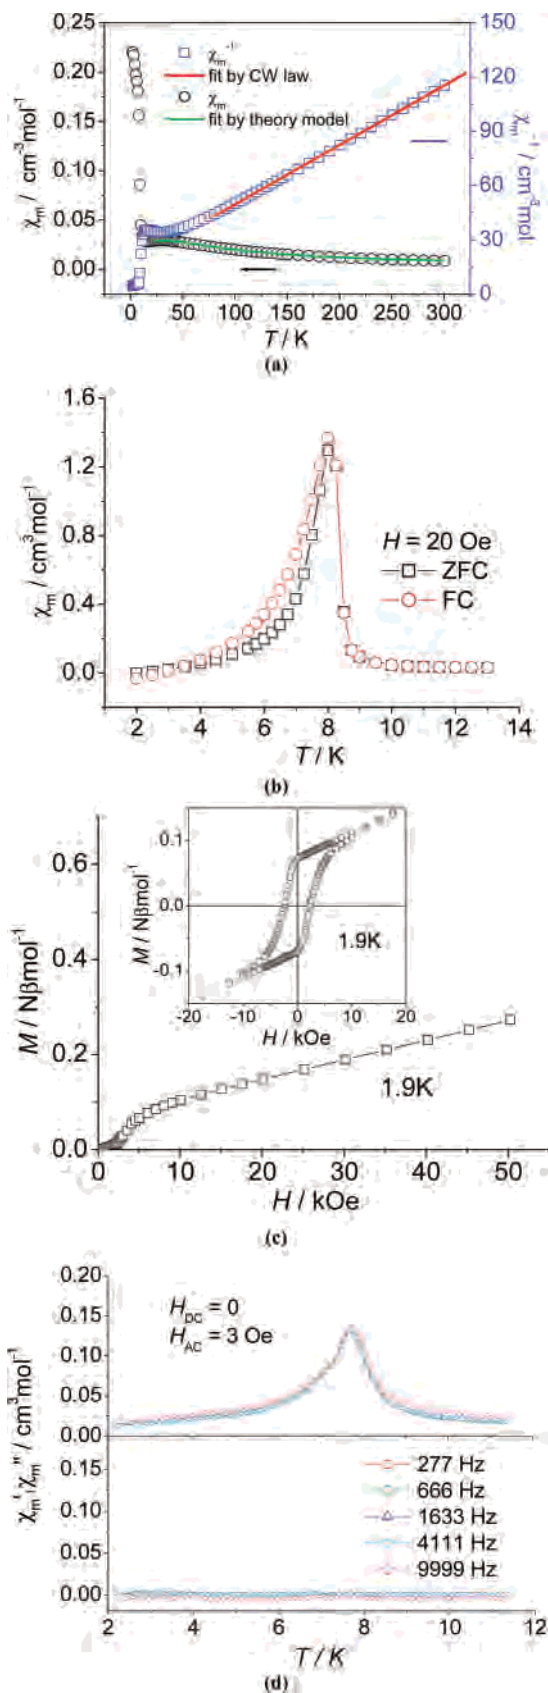 0.25
0.20
0.15
0.10
0.05
0.00
χm / cm⁻³mol⁻¹
χm⁻¹
fit by CW law
χm
fit by theory model
150
120
90
60
30
0
χm⁻¹ / cm⁻³mol
0 50 100 150 200 250 300
T / K
(a)
1.6
1.2
0.8
0.4
0.0
χm / cm³mol⁻¹
H = 20 Oe
ZFC
FC
2 4 6 8 10 12 14
T / K
(b)
0.6
0.4
0.2
0.0
M / Nβmol⁻¹
0.1
0.0
-0.1
M / Nβmol⁻¹
1.9K
-20 -10 0 10 20
H / kOe
1.9K
0 10 20 30 40 50
H / kOe
(c)
0.20
0.15
0.10
0.05
0.00
HDC = 0
HAC = 3 Oe
χm' χm'' / cm³mol⁻¹
0.15
0.10
0.05
0.00
277 Hz
666 Hz
1633 Hz
4111 Hz
9999 Hz
2 4 6 8 10 12
T / K
(d)